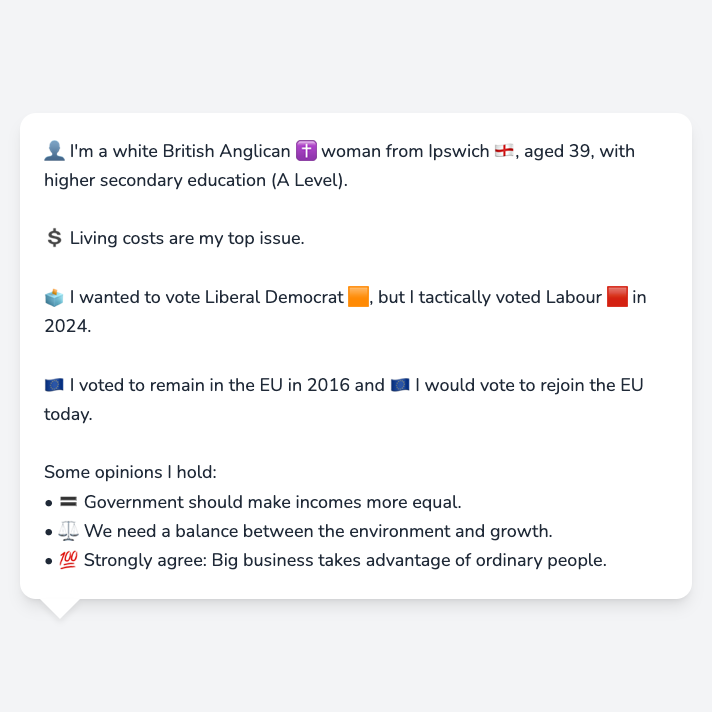 👤 I'm a white British Anglican ✝️ woman from Ipswich 🏴󠁧󠁢󠁥󠁮󠁧󠁿, aged 39, with
higher secondary education (A Level).
💲 Living costs are my top issue.
🗳️ I wanted to vote Liberal Democrat 🟧, but I tactically voted Labour 🟥 in
2024.
🇪🇺 I voted to remain in the EU in 2016 and 🇪🇺 I would vote to rejoin the EU
today.
Some opinions I hold:
• 🟰 Government should make incomes more equal.
• ⚖️ We need a balance between the environment and growth.
• 💯 Strongly agree: Big business takes advantage of ordinary people.